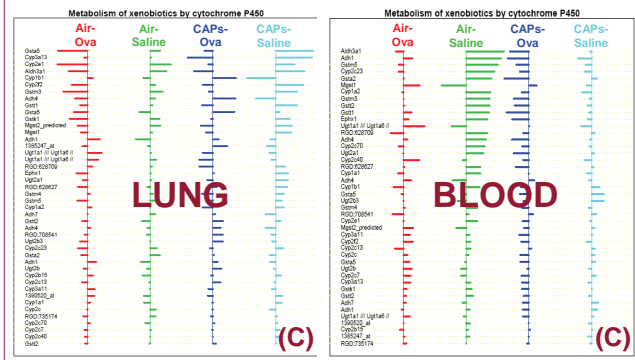 Metabolism of xenobiotics by cytochrome P450
Air-
Ova
Air-
Saline
CAPs-
Ova
CAPs-
Saline
Gsta5
Cyp3a13
Cyp2e1
Aldh3a1
Cyp1b1
Cyp2f2
Gstm3
Adh4
Gstt1
Gsta5
Gstk1
Mgst2_predicted
Mgst1
Adh1
1385247_at
Ugt1a1 /// Ugt1a6 //
Ugt1a1 /// Ugt1a6 //
RGD:628709
Ephx1
Ugt2a1
RGD:628627
Gstm4
Gstm5
Cyp1a2
Adh7
Gstt2
Adh4
RGD:708541
Ugt2b3
Cyp2c23
Gsta2
Adh1
Ugt2b
Cyp2b15
Cyp2c13
Cyp3a11
1390520_at
Cyp1a1
Cyp2c
RGD:735174
Cyp2c70
Cyp2c7
Cyp2c40
Gstt2
LUNG
(C)
Metabolism of xenobiotics by cytochrome P450
Air-
Ova
Air-
Saline
CAPs-
Ova
CAPs-
Saline
Aldh3a1
Adh1
Gstm5
Cyp2c23
Gsta2
Mgst1
Cyp1a2
Gstm3
Gstt2
Gstt1
Ephx1
Ugt1a1 /// Ugt1a6 //
RGD:628709
Adh4
Cyp2c70
Ugt2a1
Cyp2c40
RGD:628627
Cyp1a1
Adh4
Cyp1b1
Gsta5
Ugt2b3
Gstm4
RGD:708541
Cyp2e1
Mgst2_predicted
Cyp3a11
Cyp2f2
Cyp2c13
Cyp2c
Gsta5
Ugt2b
Cyp2c7
Cyp3a13
Gstk1
Gstt2
Adh7
Adh1
Ugt1a1 /// Ugt1a6 //
1390520_at
Cyp2b15
1385247_at
RGD:735174
BLOOD
(C)